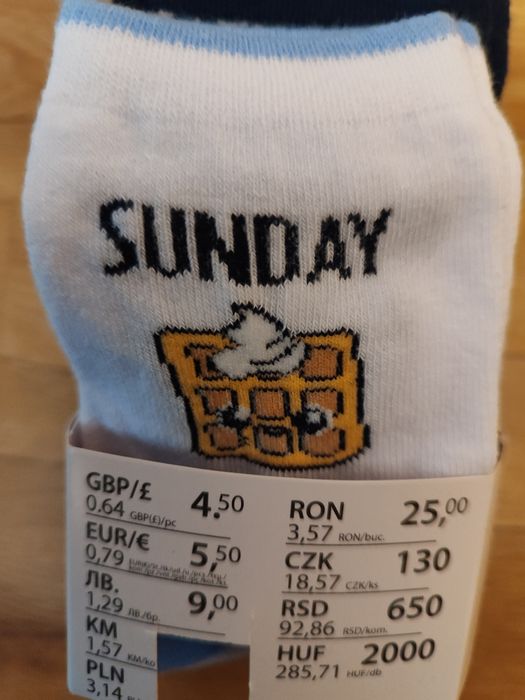 SUNDAY
GBP/£ 4.50
0.64 GBP(£)/pc
EUR/€ 5,50
0,79
ЛВ. 9,00
1,29 ЛВ./бр.
KM
1,57 KM/ko
PLN
3,14
RON 25,00
3,57 RON/buc.
CZK 130
18,57 CZK/ks
RSD 650
92,86 RSD/kom.
HUF 2000
285,71 HUF/db